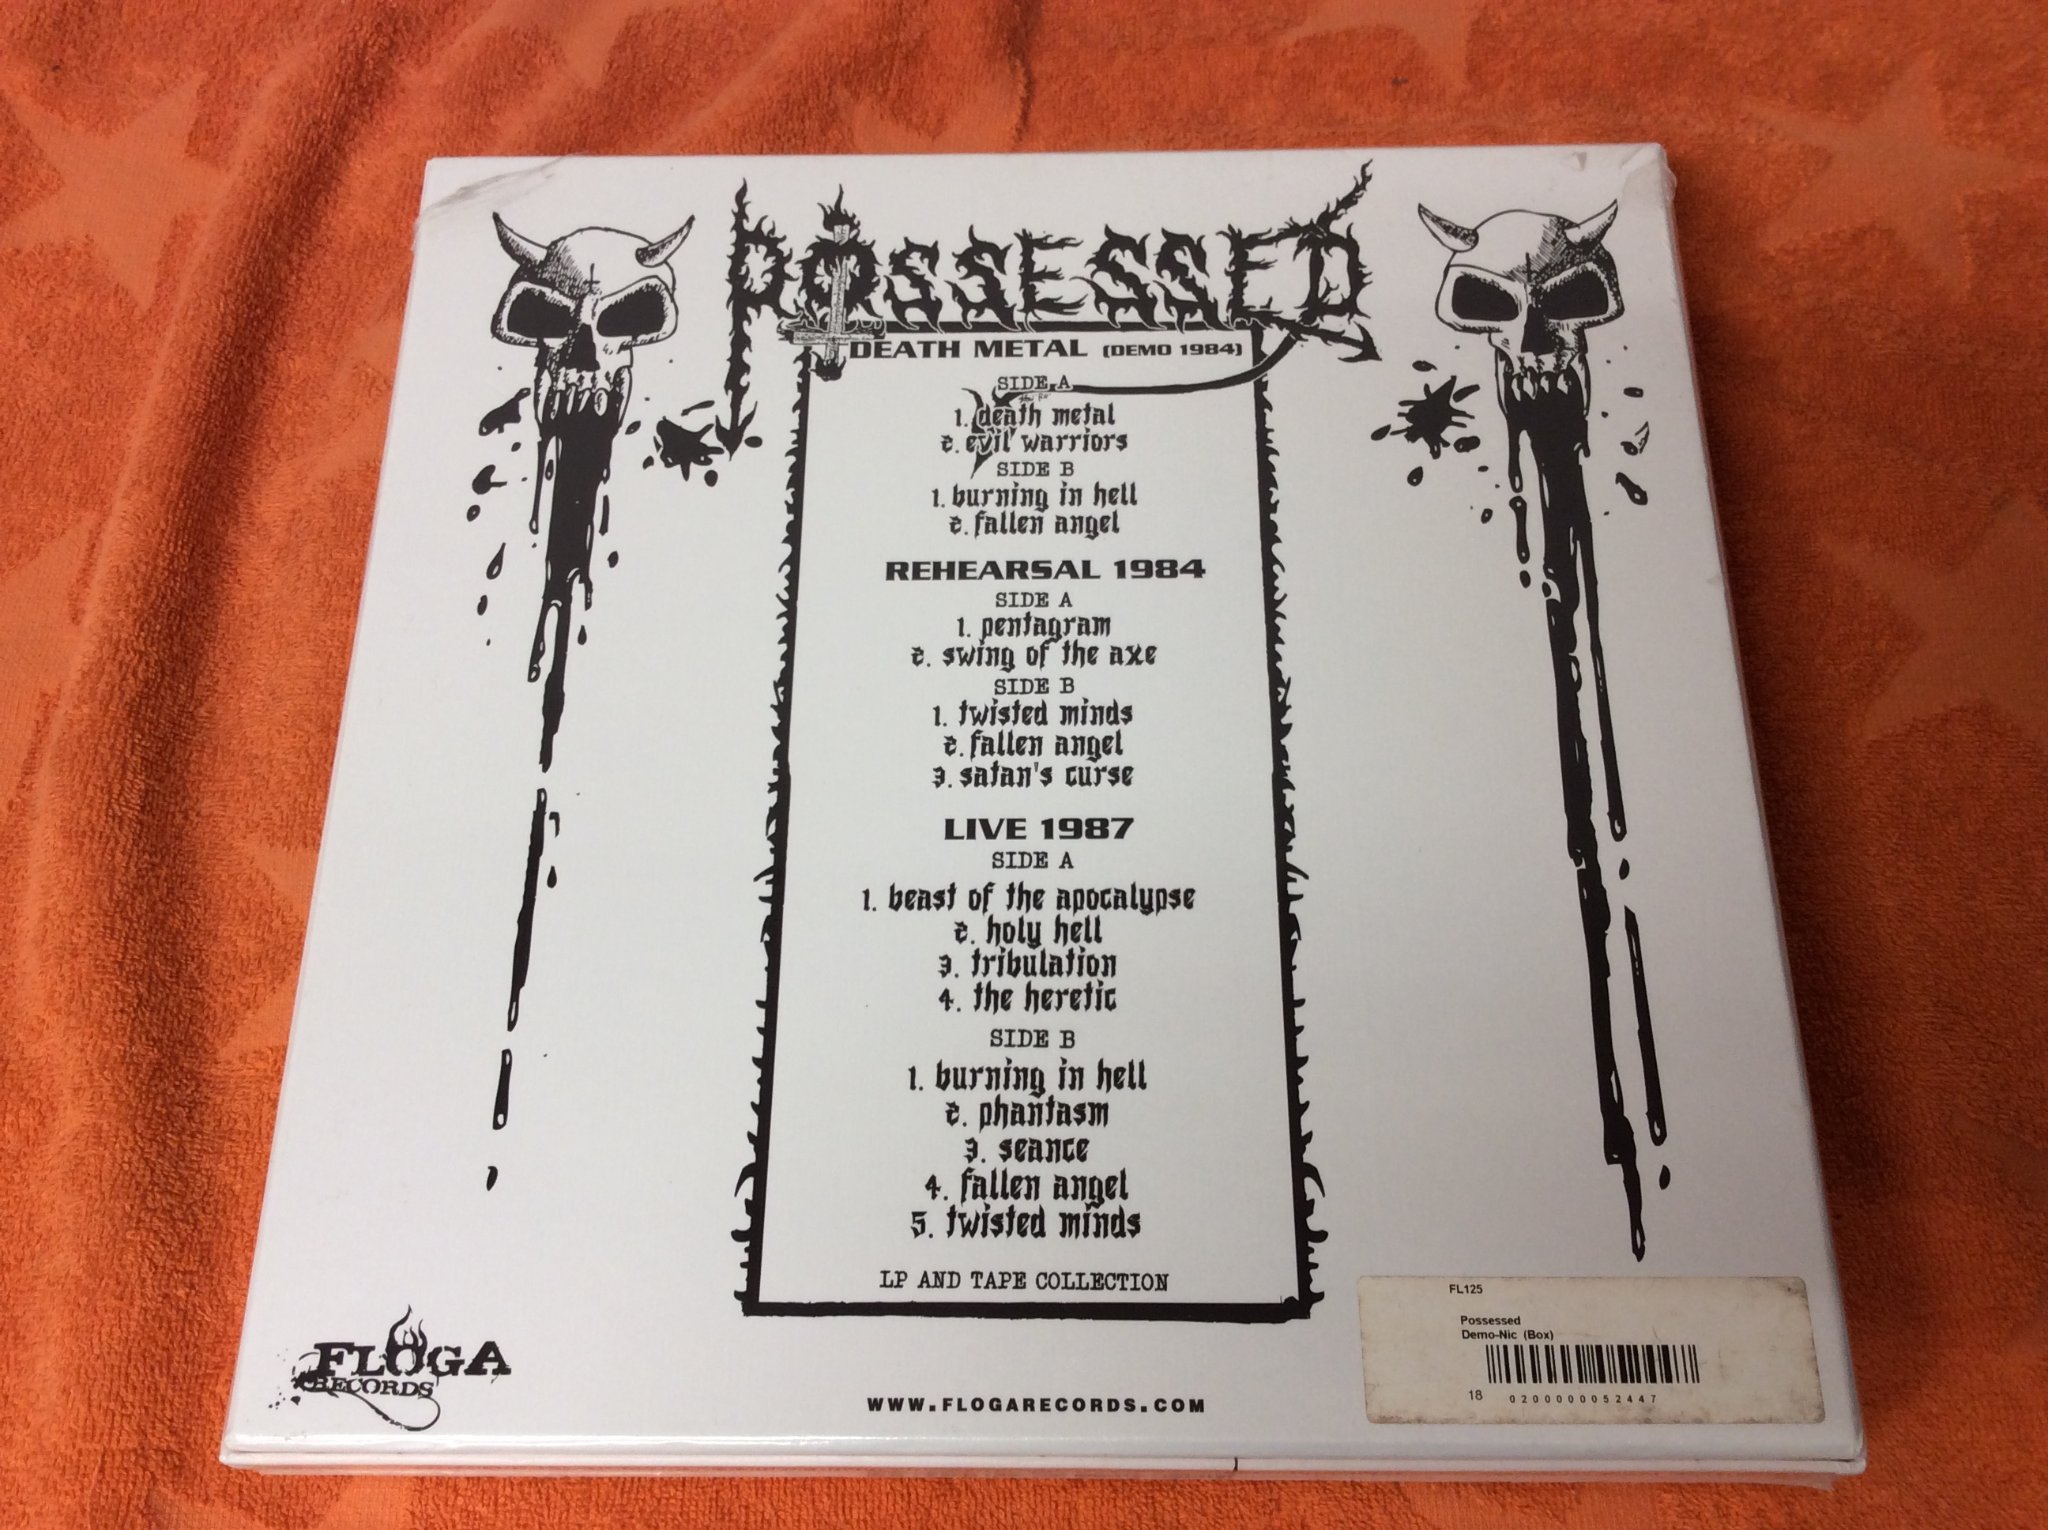 POSSESSED
DEATH METAL (DEMO 1984)
SIDE A
1. death metal
2. evil warriors
SIDE B
1. burning in hell
2. fallen angel
REHEARSAL 1984
SIDE A
1. pentagram
2. swing of the axe
SIDE B
1. twisted minds
2. fallen angel
3. satan's curse
LIVE 1987
SIDE A
1. beast of the apocalypse
2. holy hell
3. tribulation
4. the heretic
SIDE B
1. burning in hell
2. phantasm
3. seance
4. fallen angel
5. twisted minds
LP AND TAPE COLLECTION
FLOGA
RECORDS
WWW.FLOGARECORDS.COM
FL125
Possessed
Demo-Nic (Box)
18
0200000052447